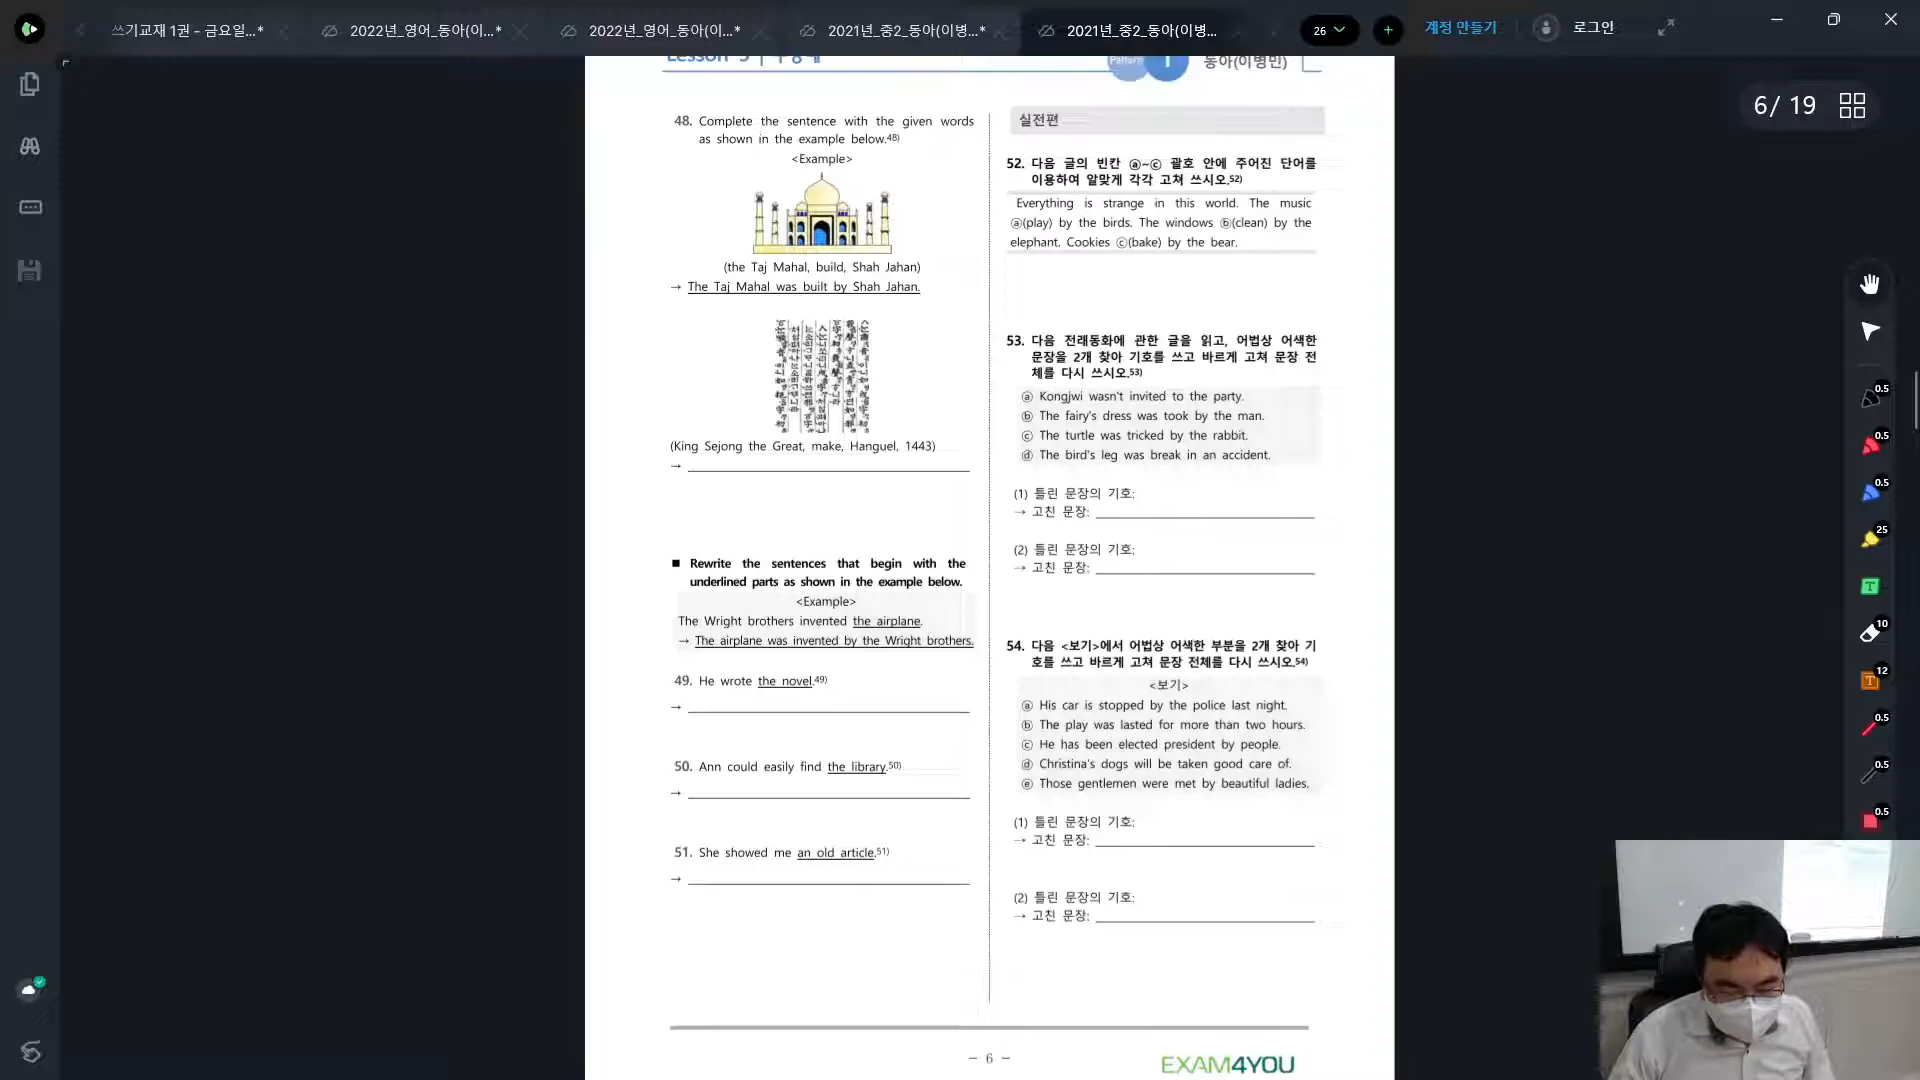 쓰기교재 1권 - 금요일...*
2022년_영어_동아(이...*
2022년_영어_동아(이...*
2021년_중2_동아(이병...*
2021년_중2_동아(이병...
26
계정 만들기
로그인
6/ 19
Pattern
동아(이병민)
48. Complete the sentence with the given words
as shown in the example below.48)
<Example>
(the Taj Mahal, build, Shah Jahan)
→ The Taj Mahal was built by Shah Jahan.
(King Sejong the Great, make, Hanguel, 1443)
→
■ Rewrite the sentences that begin with the
underlined parts as shown in the example below.
<Example>
The Wright brothers invented the airplane.
→ The airplane was invented by the Wright brothers.
49. He wrote the novel.49)
→
50. Ann could easily find the library.50)
→
51. She showed me an old article.51)
→
실전편
52. 다음 글의 빈칸 ⓐ~ⓒ 괄호 안에 주어진 단어를
이용하여 알맞게 각각 고쳐 쓰시오.52)
Everything is strange in this world. The music
ⓐ(play) by the birds. The windows ⓑ(clean) by the
elephant. Cookies ⓒ(bake) by the bear.
53. 다음 전래동화에 관한 글을 읽고, 어법상 어색한
문장을 2개 찾아 기호를 쓰고 바르게 고쳐 문장 전
체를 다시 쓰시오.53)
ⓐ Kongjwi wasn't invited to the party.
ⓑ The fairy's dress was took by the man.
ⓒ The turtle was tricked by the rabbit.
ⓓ The bird's leg was break in an accident.
(1) 틀린 문장의 기호:
→ 고친 문장:
(2) 틀린 문장의 기호:
→ 고친 문장:
54. 다음 <보기>에서 어법상 어색한 부분을 2개 찾아 기
호를 쓰고 바르게 고쳐 문장 전체를 다시 쓰시오.54)
<보기>
ⓐ His car is stopped by the police last night.
ⓑ The play was lasted for more than two hours.
ⓒ He has been elected president by people.
ⓓ Christina's dogs will be taken good care of.
ⓔ Those gentlemen were met by beautiful ladies.
(1) 틀린 문장의 기호:
→ 고친 문장:
(2) 틀린 문장의 기호:
→ 고친 문장:
- 6 -
EXAM4YOU
0.5
0.5
0.5
25
T
10
T 12
0.5
0.5
0.5